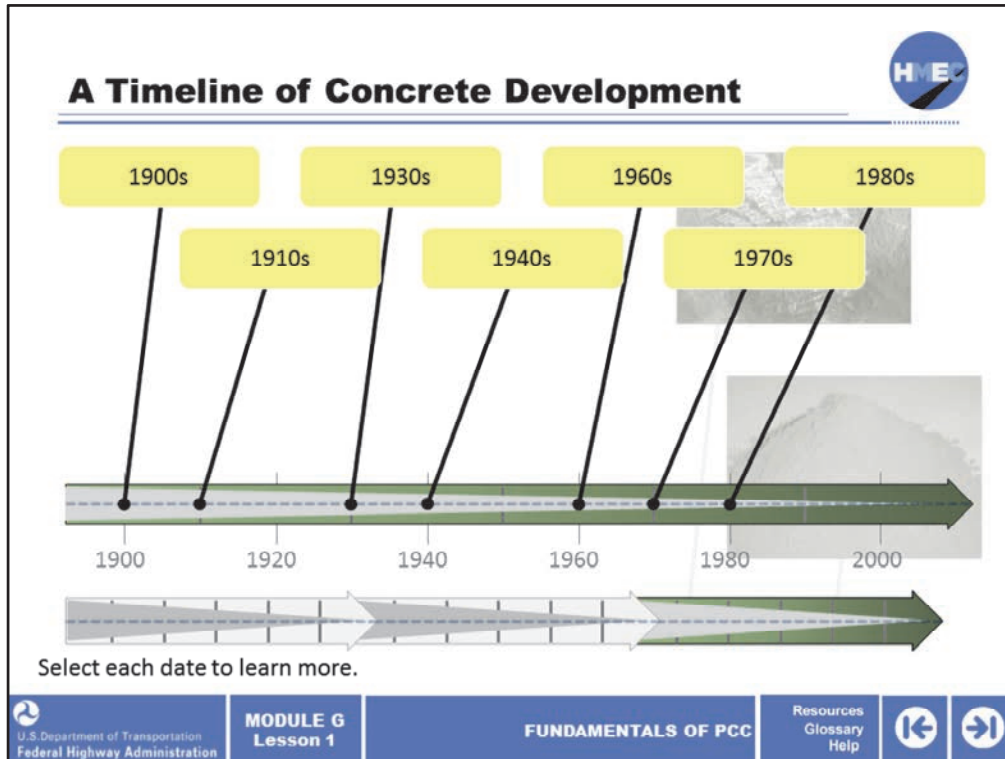 A Timeline of Concrete Development
HMEC
1900s
1930s
1960s
1980s
1910s
1940s
1970s
1900
1920
1940
1960
1980
2000
Select each date to learn more.
U.S. Department of Transportation
Federal Highway Administration
MODULE G
Lesson 1
FUNDAMENTALS OF PCC
Resources
Glossary
Help